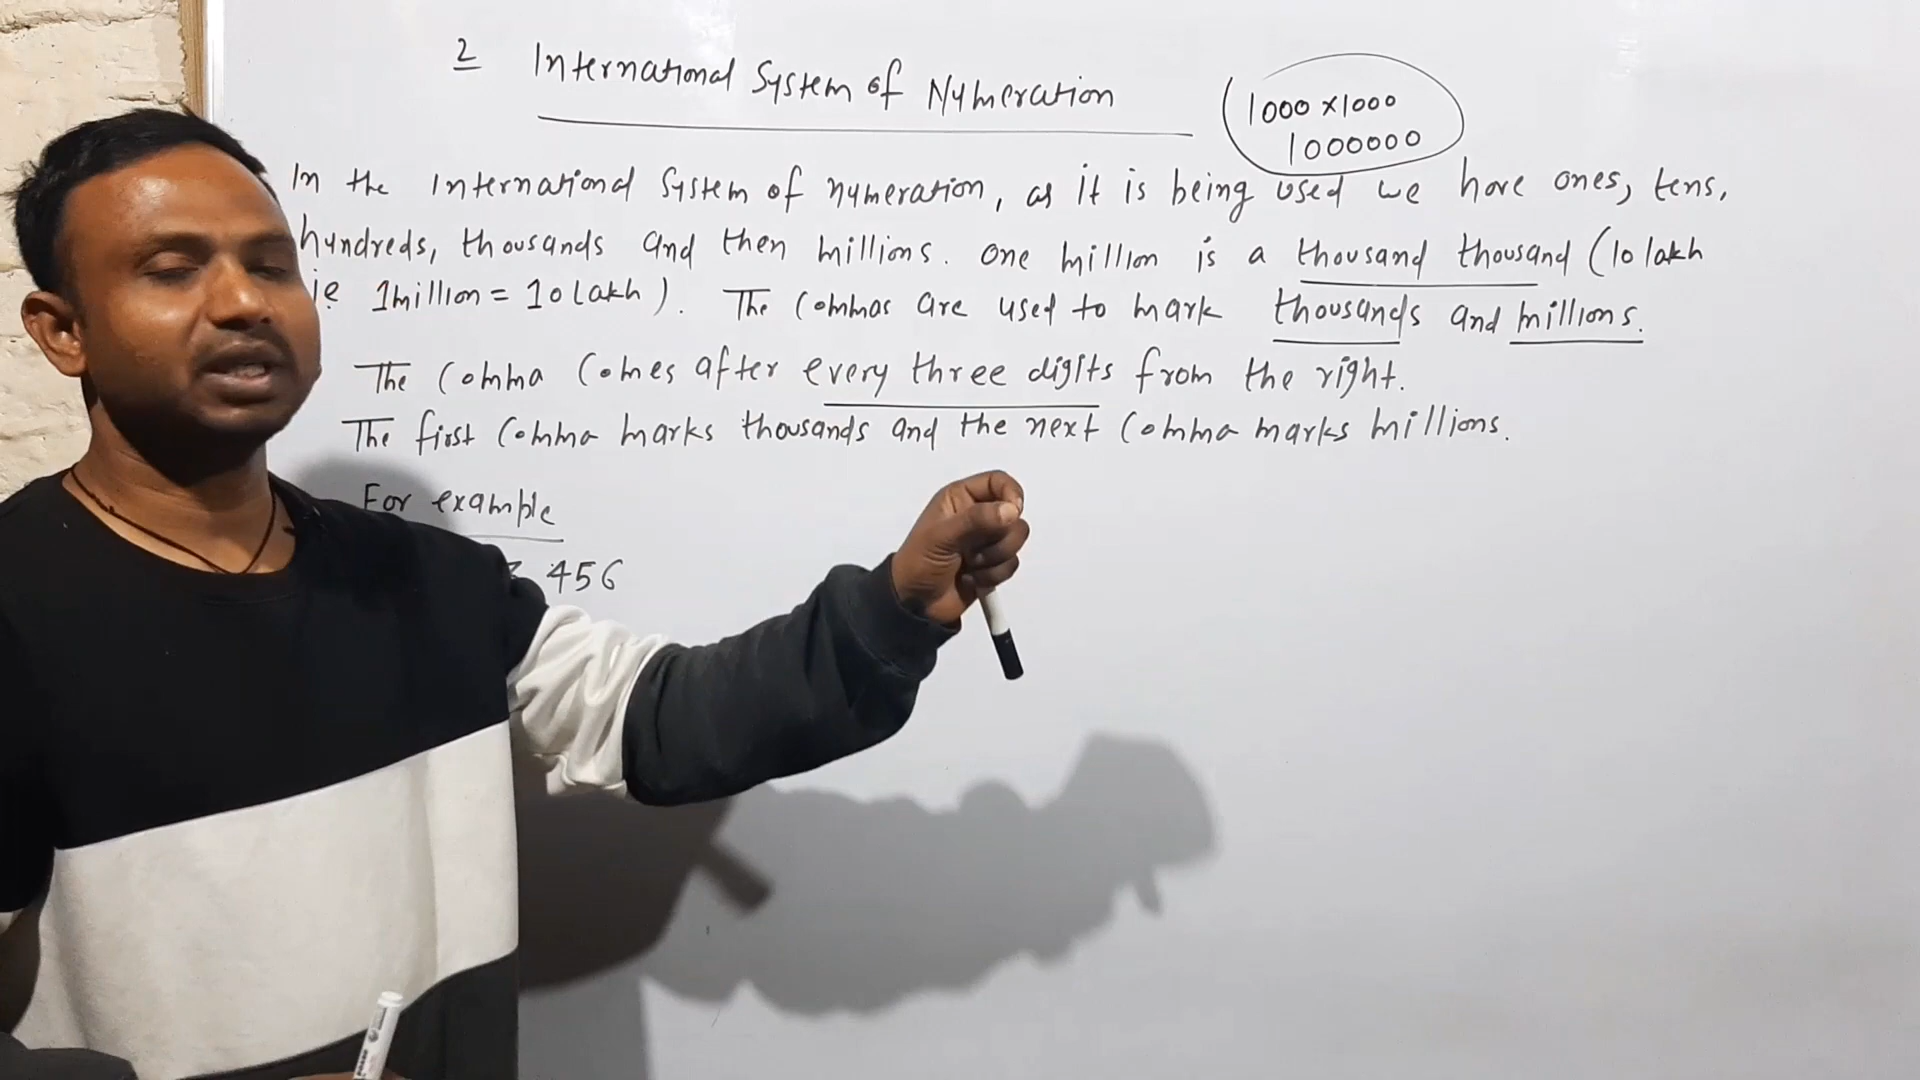 2 International System of Numeration
1000 x 1000
1000000
In the International System of numeration, as it is being used we have ones, tens,
hundreds, thousands and then millions. One million is a thousand thousand (10 lakh
ie 1 million = 10 Lakh). The Commas are used to mark thousands and millions.
The Comma Comes after every three digits from the right.
The first Comma marks thousands and the next Comma marks millions.
For example
456